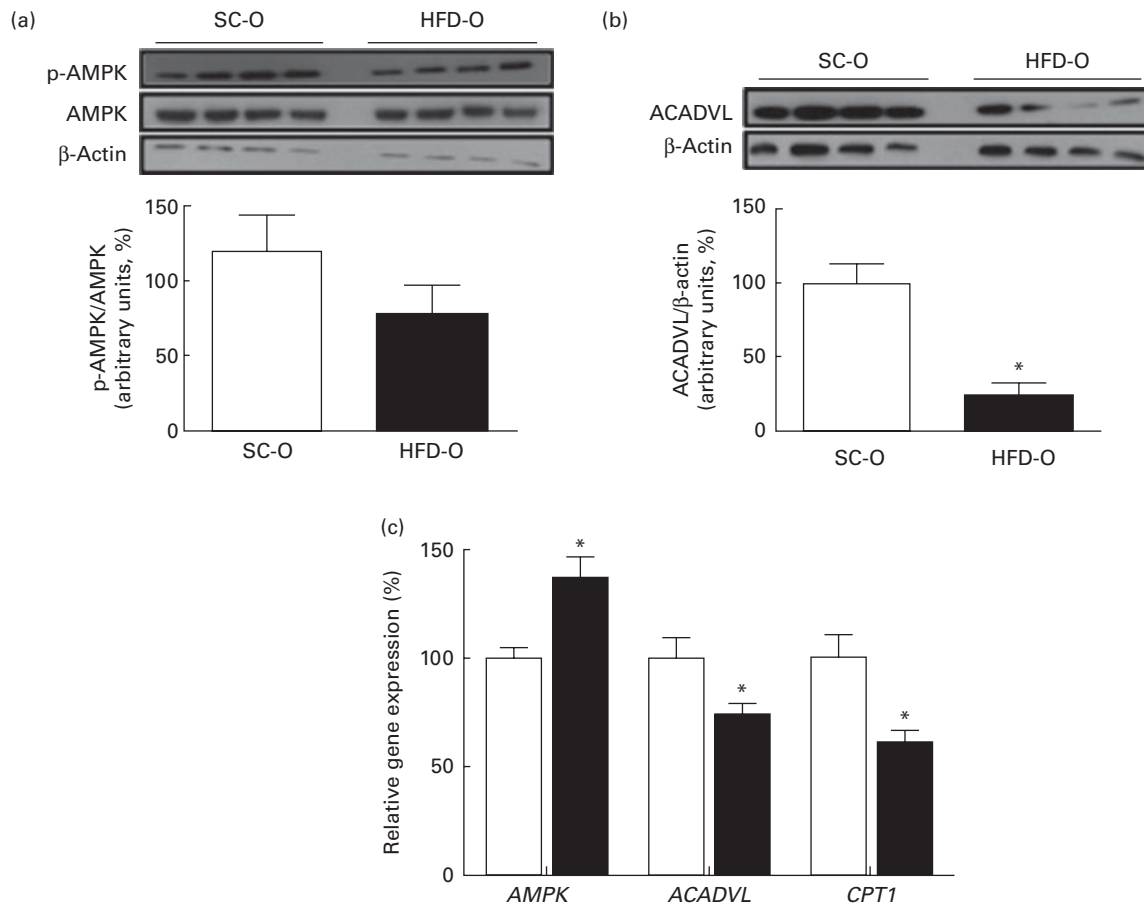 (a)
SC-O HFD-O
p-AMPK
AMPK
β-Actin
150
100
50
0
p-AMPK/AMPK
(arbitrary units, %)
SC-O HFD-O
(b)
SC-O HFD-O
ACADVL
β-Actin
150
100
50
0
ACADVL/β-actin
(arbitrary units, %)
*
SC-O HFD-O
(c)
150
100
50
0
Relative gene expression (%)
*
*
*
AMPK ACADVL CPT1